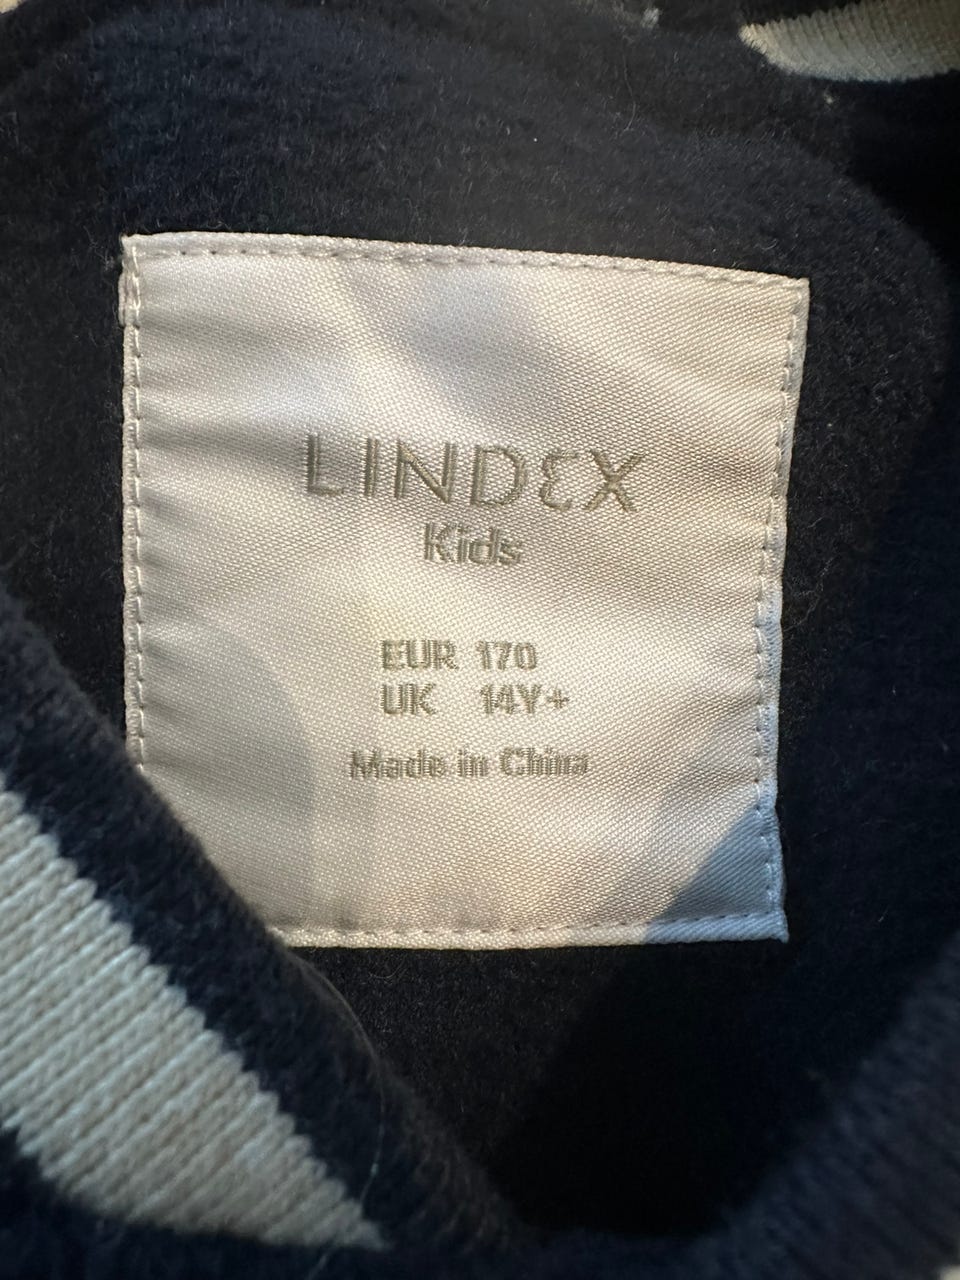 LINDEX
Kids
EUR 170
UK 14Y+
Made in China